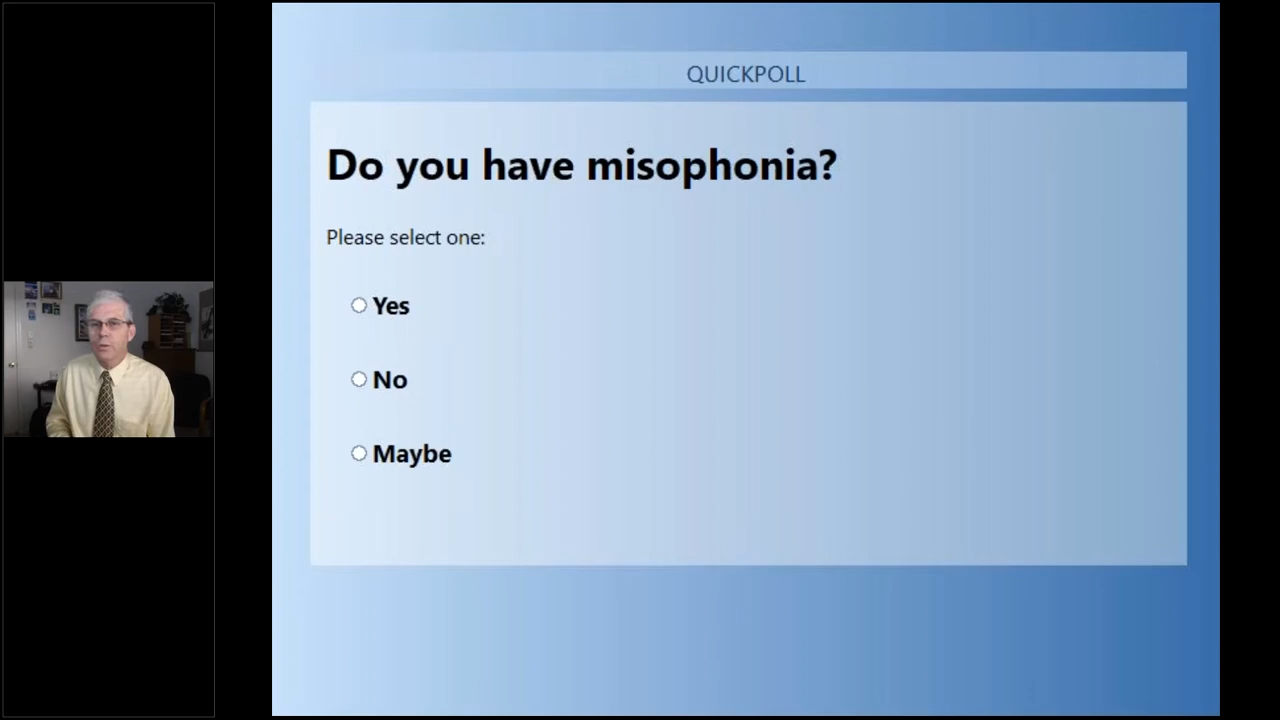 QUICKPOLL
Do you have misophonia?
Please select one:
Yes
No
Maybe